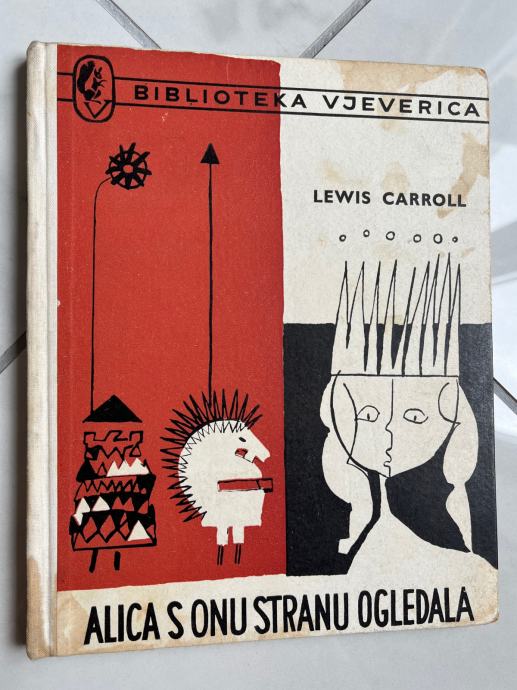 BIBLIOTEKA VJEVERICA
LEWIS CARROLL
ALICA S ONU STRANU OGLEDALA